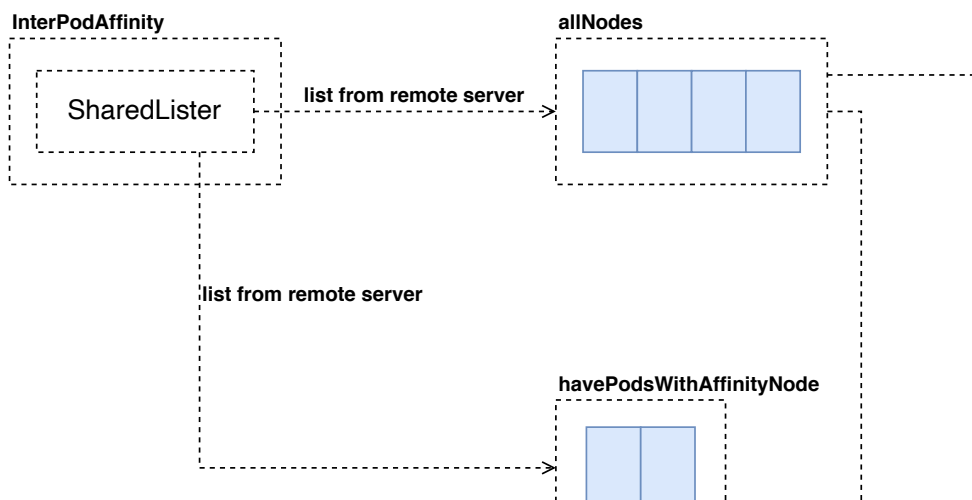 InterPodAffinity
allNodes
SharedLister
list from remote server
list from remote server
havePodsWithAffinityNode